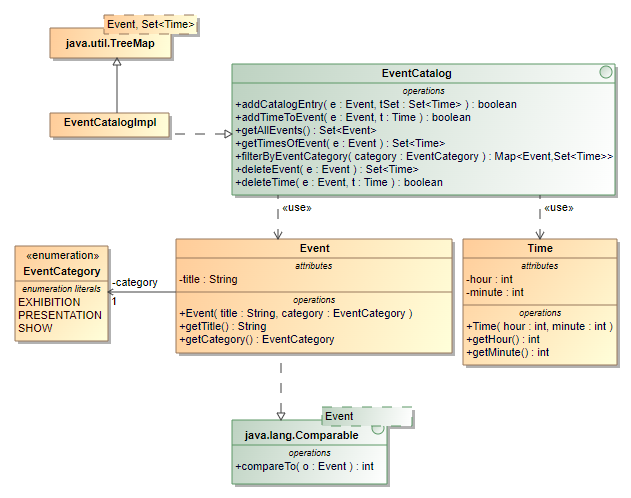 Event, Set<Time>
java.util.TreeMap
EventCatalogImpl
EventCatalog
operations
+addCatalogEntry( e : Event, tSet : Set<Time> ) : boolean
+addTimeToEvent( e : Event, t : Time ) : boolean
+getAllEvents() : Set<Event>
+getTimesOfEvent( e : Event ) : Set<Time>
+filterByEventCategory( category : EventCategory ) : Map<Event,Set<Time>>
+deleteEvent( e : Event ) : Set<Time>
+deleteTime( e : Event, t : Time ) : boolean
«use»
«use»
«enumeration»
EventCategory
enumeration literals
EXHIBITION
PRESENTATION
SHOW
-category
1
Event
attributes
-title : String
operations
+Event( title : String, category : EventCategory )
+getTitle() : String
+getCategory() : EventCategory
Time
attributes
-hour : int
-minute : int
operations
+Time( hour : int, minute : int )
+getHour() : int
+getMinute() : int
Event
java.lang.Comparable
operations
+compareTo( o : Event ) : int